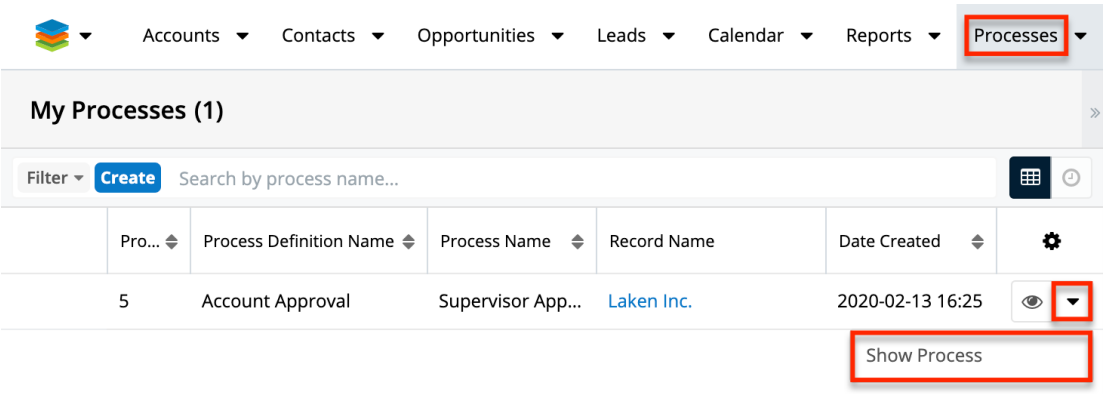 Accounts Contacts Opportunities Leads Calendar Reports Processes
My Processes (1)
Filter Create Search by process name...
Pro... Process Definition Name Process Name Record Name Date Created
5 Account Approval Supervisor App... Laken Inc. 2020-02-13 16:25
Show Process